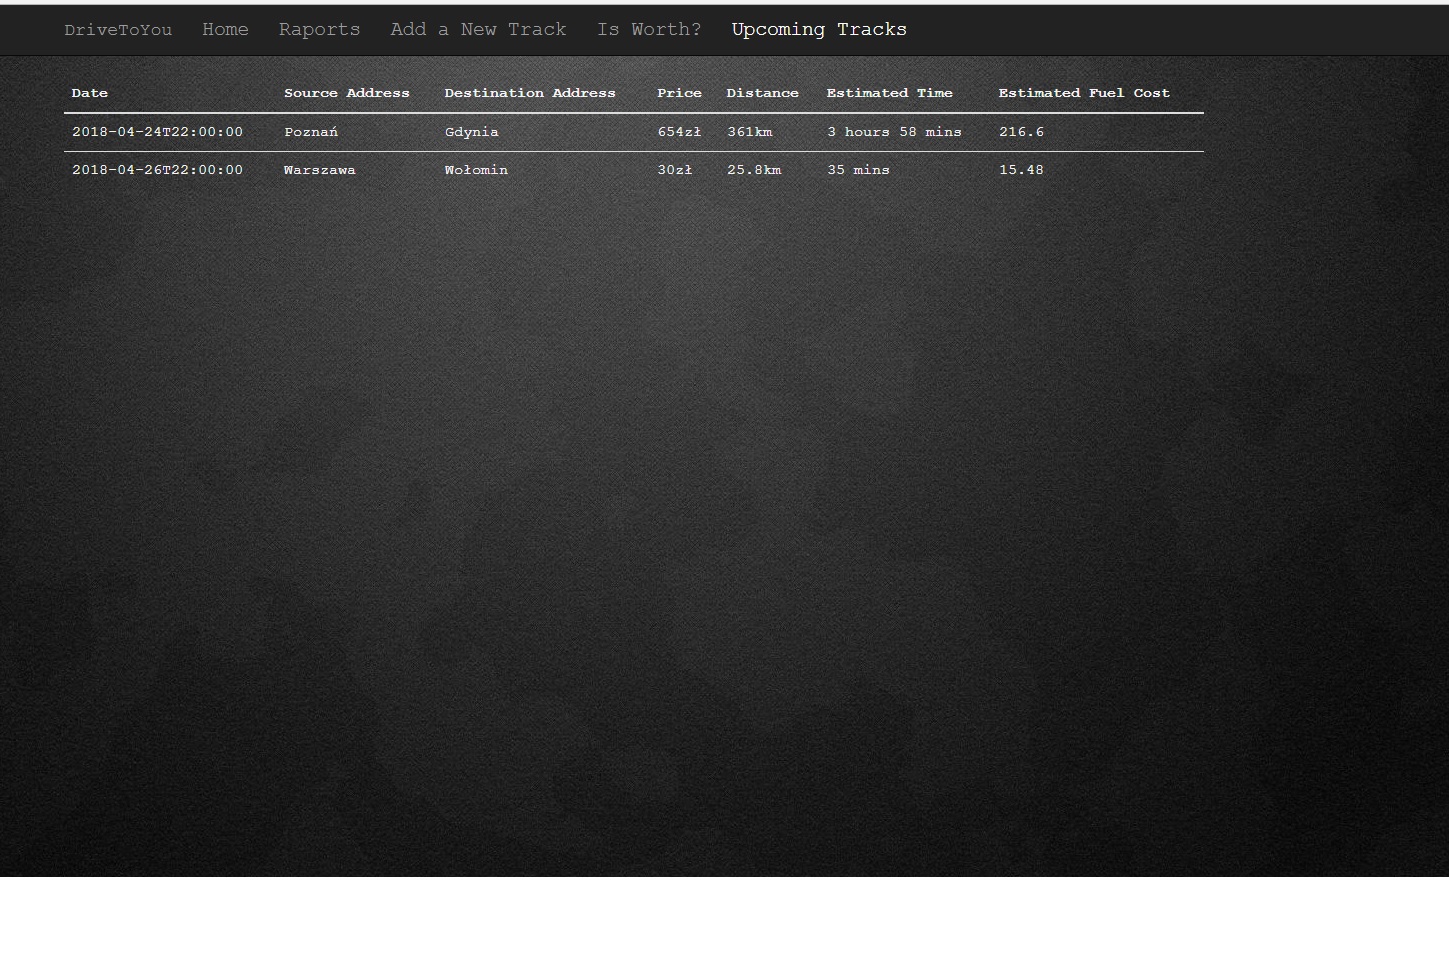 DriveToYou Home Raports Add a New Track Is Worth? Upcoming Tracks
Date Source Address Destination Address Price Distance Estimated Time Estimated Fuel Cost
2018-04-24T22:00:00 Poznań Gdynia 654zł 361km 3 hours 58 mins 216.6
2018-04-26T22:00:00 Warszawa Wołomin 30zł 25.8km 35 mins 15.48